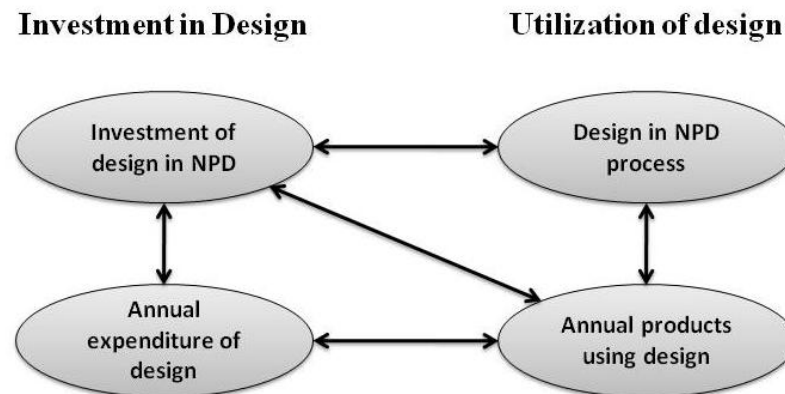 Investment in Design
Utilization of design
Investment of
design in NPD
Design in NPD
process
Annual
expenditure of
design
Annual products
using design